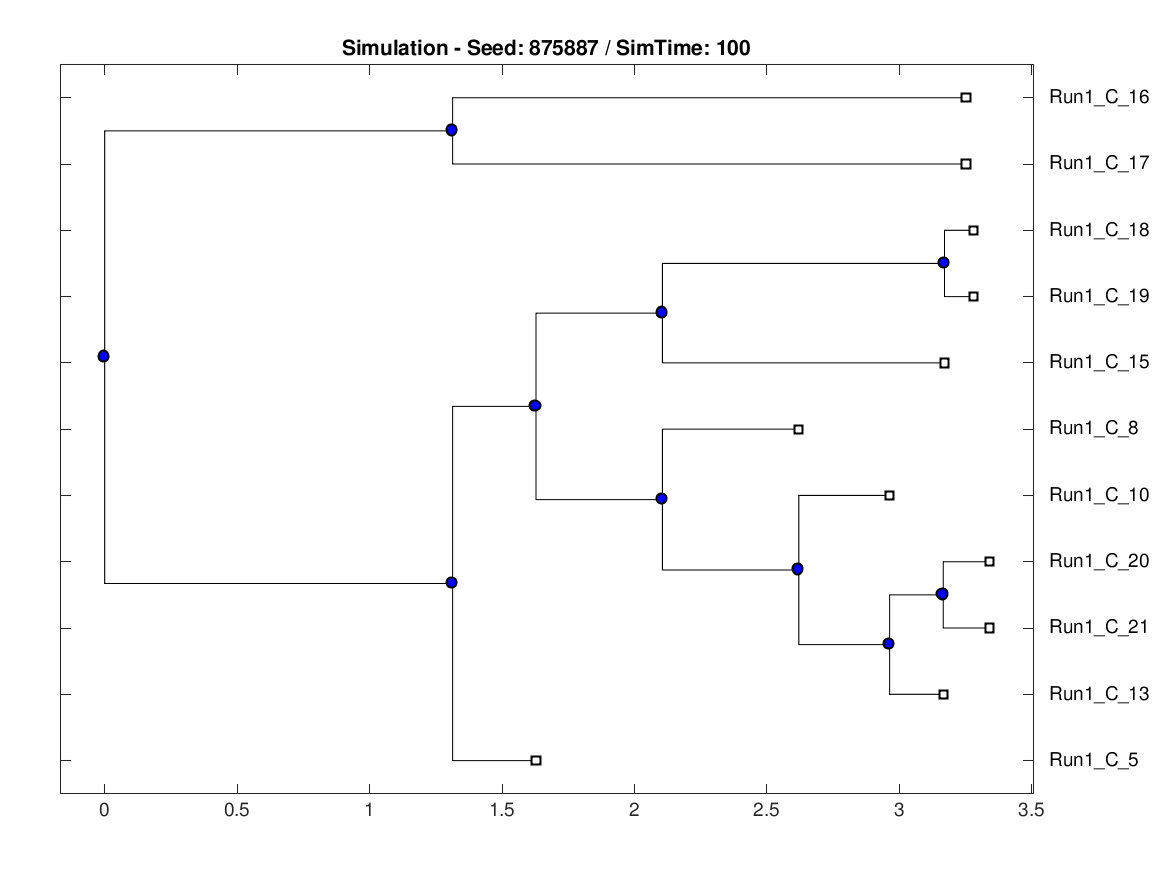 Simulation - Seed: 875887 / SimTime: 100
Run1_C_16
Run1_C_17
Run1_C_18
Run1_C_19
Run1_C_15
Run1_C_8
Run1_C_10
Run1_C_20
Run1_C_21
Run1_C_13
Run1_C_5
0 0.5 1 1.5 2 2.5 3 3.5